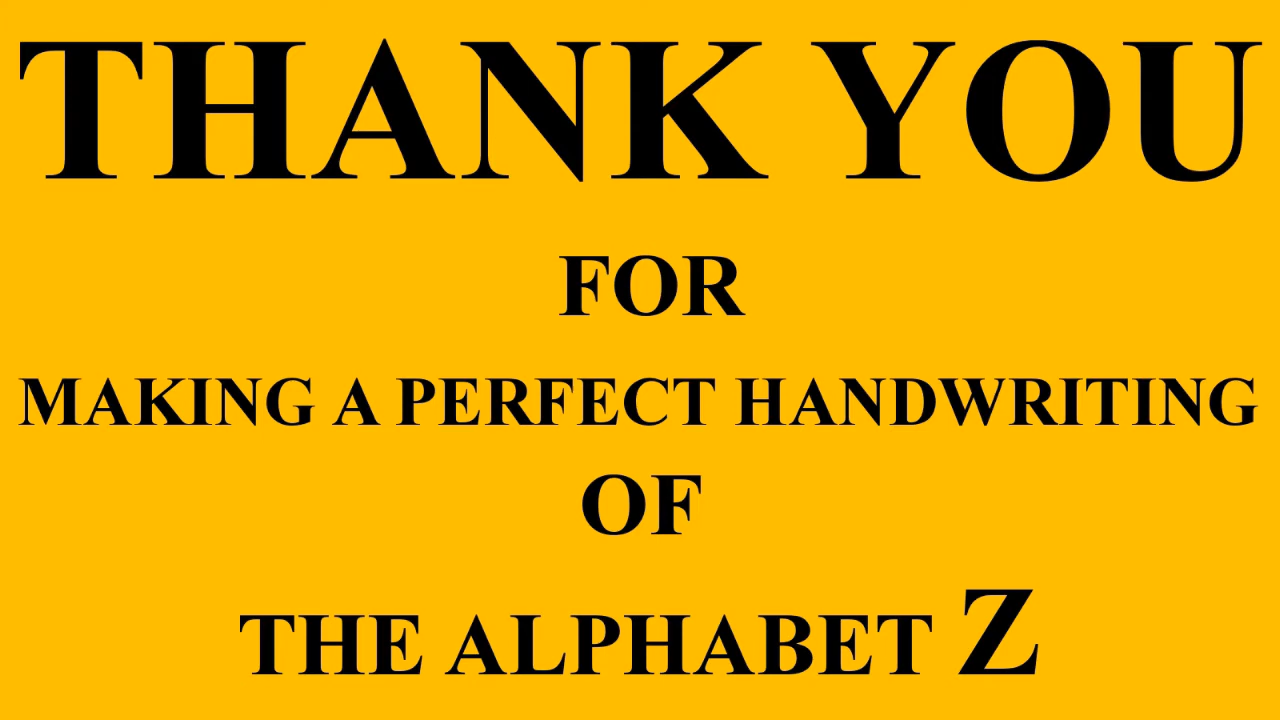 THANK YOU
FOR
MAKING A PERFECT HANDWRITING
OF
THE ALPHABET Z